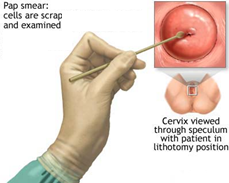 Pap smear:
cells are scrap
and examined
Cervix viewed
through speculum
with patient in
lithotomy position